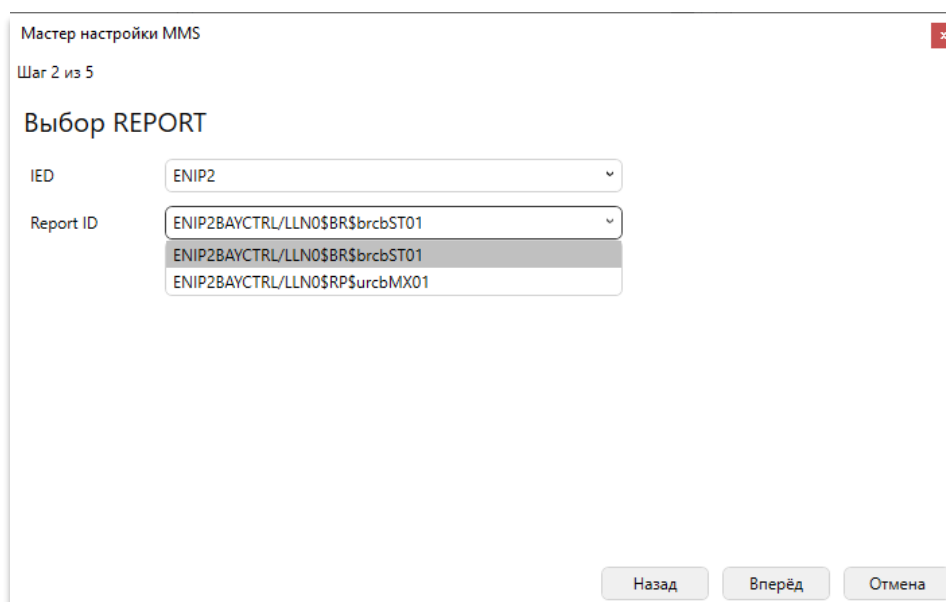 Мастер настройки MMS
x
Шаг 2 из 5
Выбор REPORT
IED ENIP2
Report ID ENIP2BAYCTRL/LLN0$BR$brcbST01
ENIP2BAYCTRL/LLN0$BR$brcbST01
ENIP2BAYCTRL/LLN0$RP$urcbMX01
Назад Вперёд Отмена